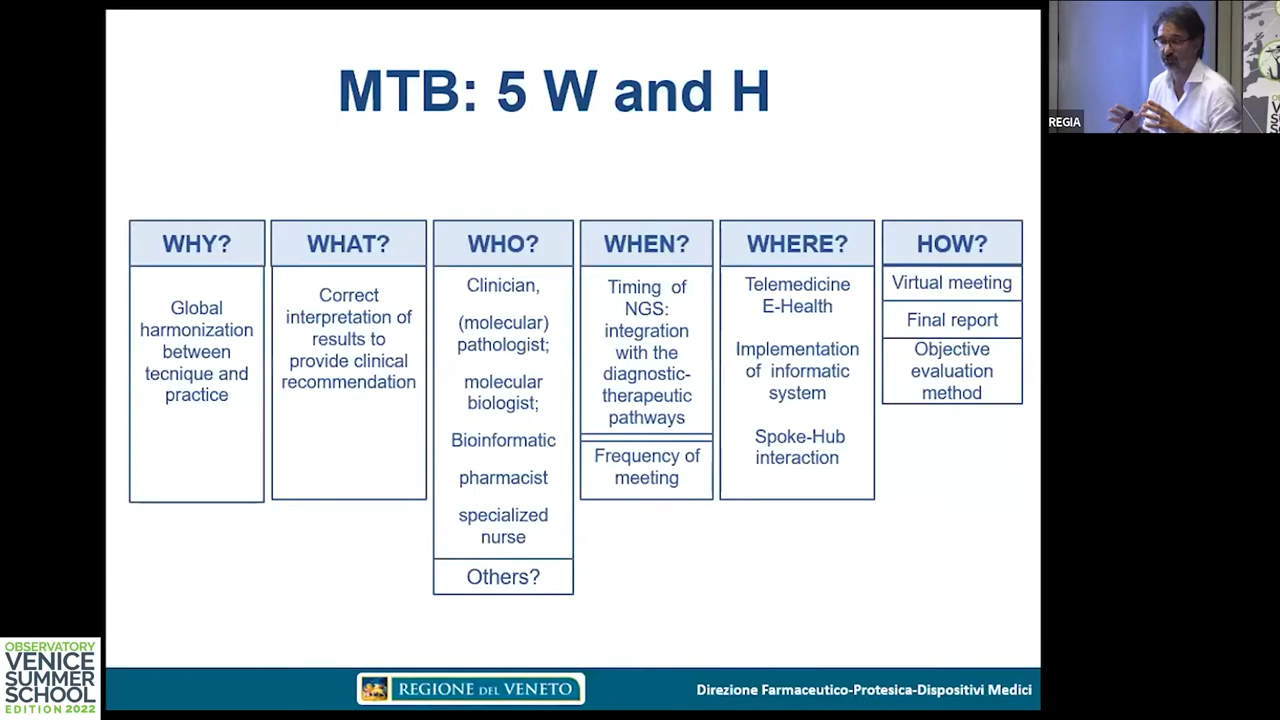 MTB: 5 W and H
WHY?
Global
harmonization
between
tecnique and
practice
WHAT?
Correct
interpretation of
results to
provide clinical
recommendation
WHO?
Clinician,
(molecular)
pathologist;
molecular
biologist;
Bioinformatic
pharmacist
specialized
nurse
Others?
WHEN?
Timing of
NGS:
integration
with the
diagnostic-
therapeutic
pathways
Frequency of
meeting
WHERE?
Telemedicine
E-Health
Implementation
of informatic
system
Spoke-Hub
interaction
HOW?
Virtual meeting
Final report
Objective
evaluation
method
REGIA
OBSERVATORY
VENICE
SUMMER
SCHOOL
EDITION 2022
REGIONE DEL VENETO
Direzione Farmaceutico-Protesica-Dispositivi Medici